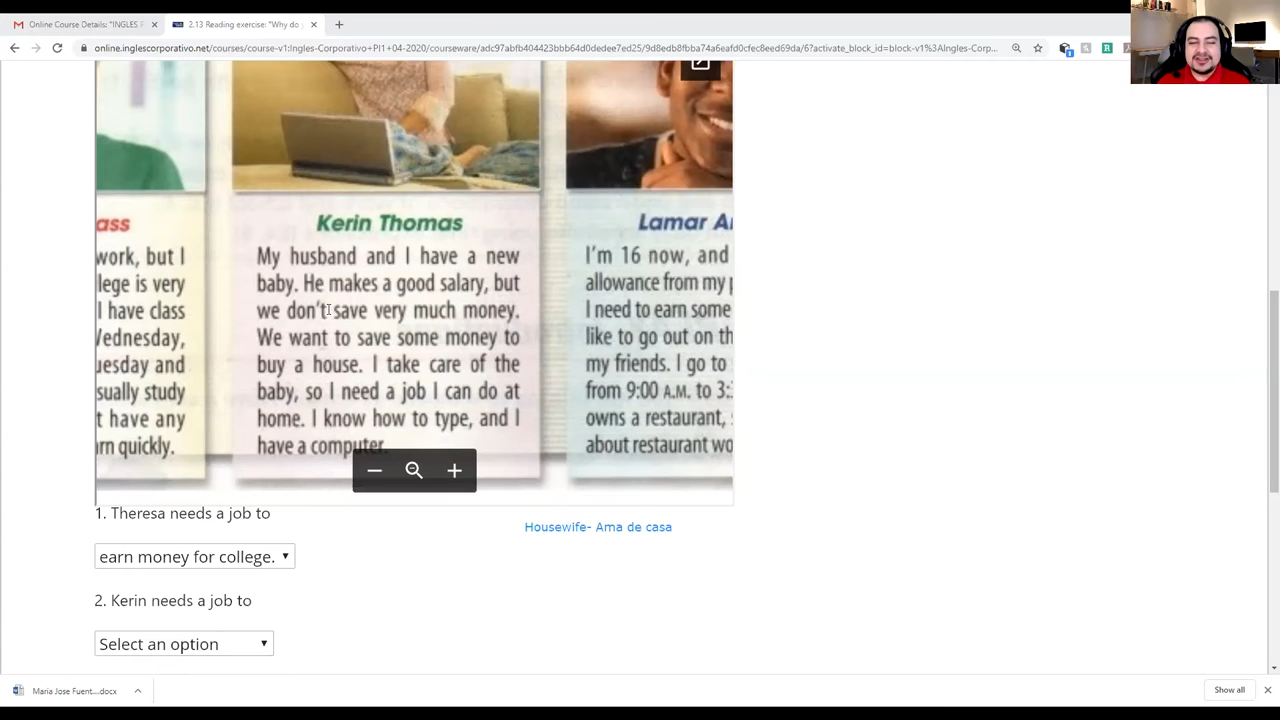 Online Course Details: "INGLES F
2.13 Reading exercise: "Why do
online.inglescorporativo.net/courses/course-v1:Ingles-Corporativo+PI1+04-2020/courseware/adc97adfb404423bbb64d0dedee7ed25/9d8edb8fbba74a6eafd0cfec8eed69da/6?activate_block_id=block-v1%3AIngles-Corp...
ass
work, but I
lege is very
I have class
Wednesday,
uesday and
sually study
t have any
rn quickly.
Kerin Thomas
My husband and I have a new
baby. He makes a good salary, but
we don't save very much money.
We want to save some money to
buy a house. I take care of the
baby, so I need a job I can do at
home. I know how to type, and I
have a computer.
Lamar A
I'm 16 now, and
allowance from my p
I need to earn some
like to go out on th
my friends. I go to
from 9:00 A.M. to 3:
owns a restaurant,
about restaurant wo
1. Theresa needs a job to
Housewife- Ama de casa
earn money for college.
2. Kerin needs a job to
Select an option
Maria Jose Fuent....docx
Show all